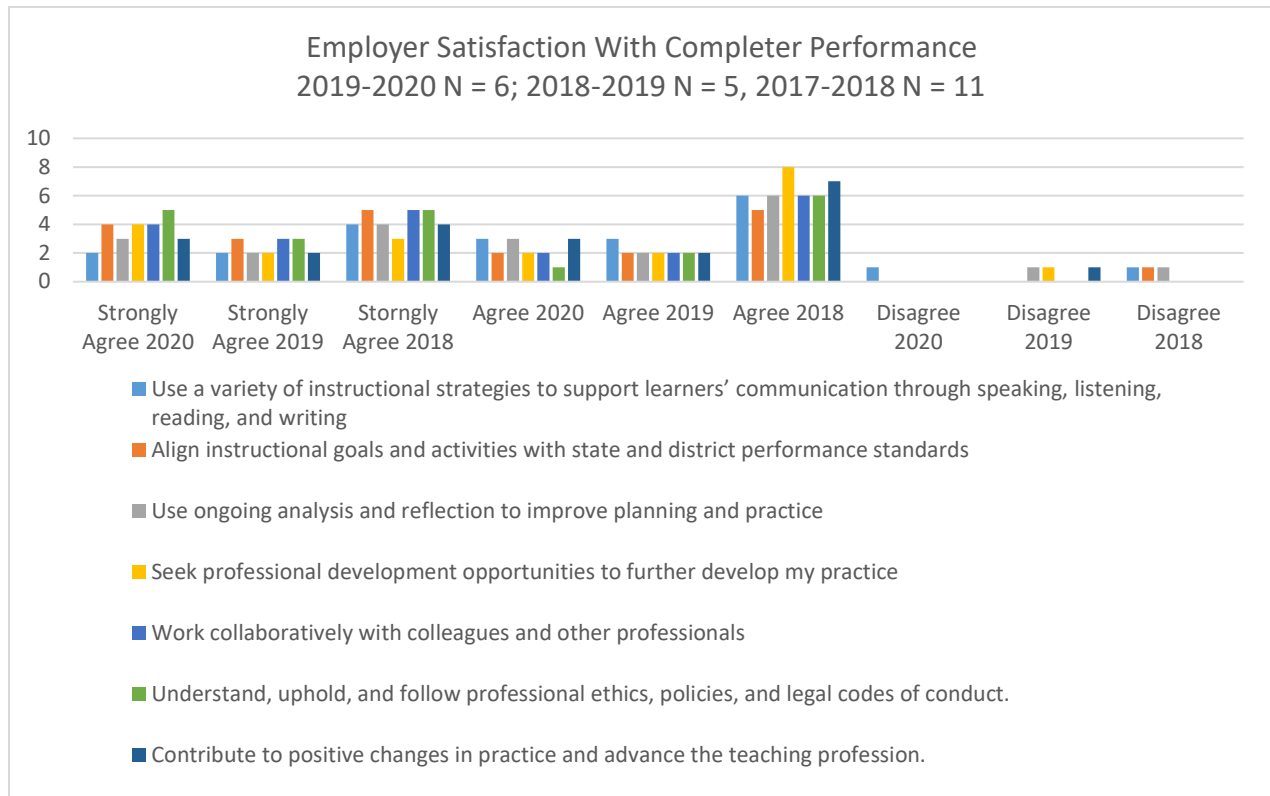 Employer Satisfaction With Completer Performance
2019-2020 N = 6; 2018-2019 N = 5, 2017-2018 N = 11
10
8
6
4
2
0
Strongly Agree 2020
Strongly Agree 2019
Storngly Agree 2018
Agree 2020
Agree 2019
Agree 2018
Disagree 2020
Disagree 2019
Disagree 2018
Use a variety of instructional strategies to support learners’ communication through speaking, listening,
reading, and writing
Align instructional goals and activities with state and district performance standards
Use ongoing analysis and reflection to improve planning and practice
Seek professional development opportunities to further develop my practice
Work collaboratively with colleagues and other professionals
Understand, uphold, and follow professional ethics, policies, and legal codes of conduct.
Contribute to positive changes in practice and advance the teaching profession.